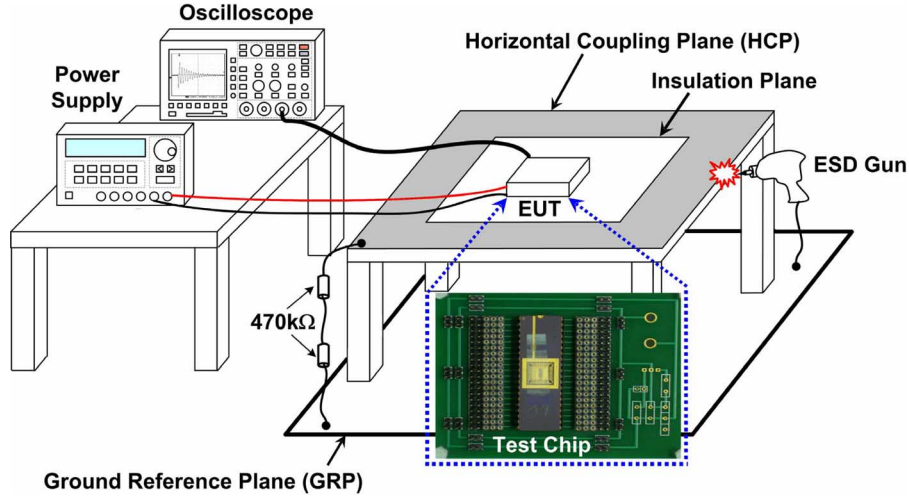 Oscilloscope
Power
Supply
Horizontal Coupling Plane (HCP)
Insulation Plane
ESD Gun
EUT
470kΩ
Test Chip
Ground Reference Plane (GRP)